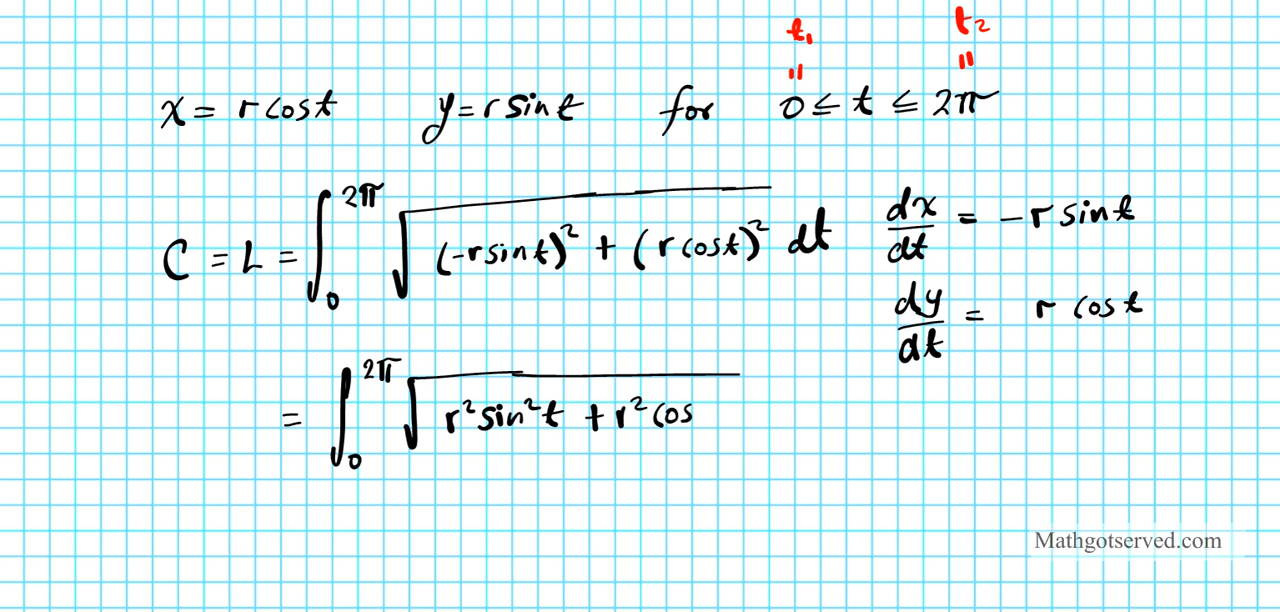 t₁ t₂
" "
x = r cos t y = r sin t for 0 ≤ t ≤ 2π
C = L = ∫₀^2π √((-r sin t)² + (r cos t)²) dt dx/dt = -r sin t
dy/dt = r cos t
= ∫₀^2π √(r² sin² t + r² cos
Mathgotserved.com